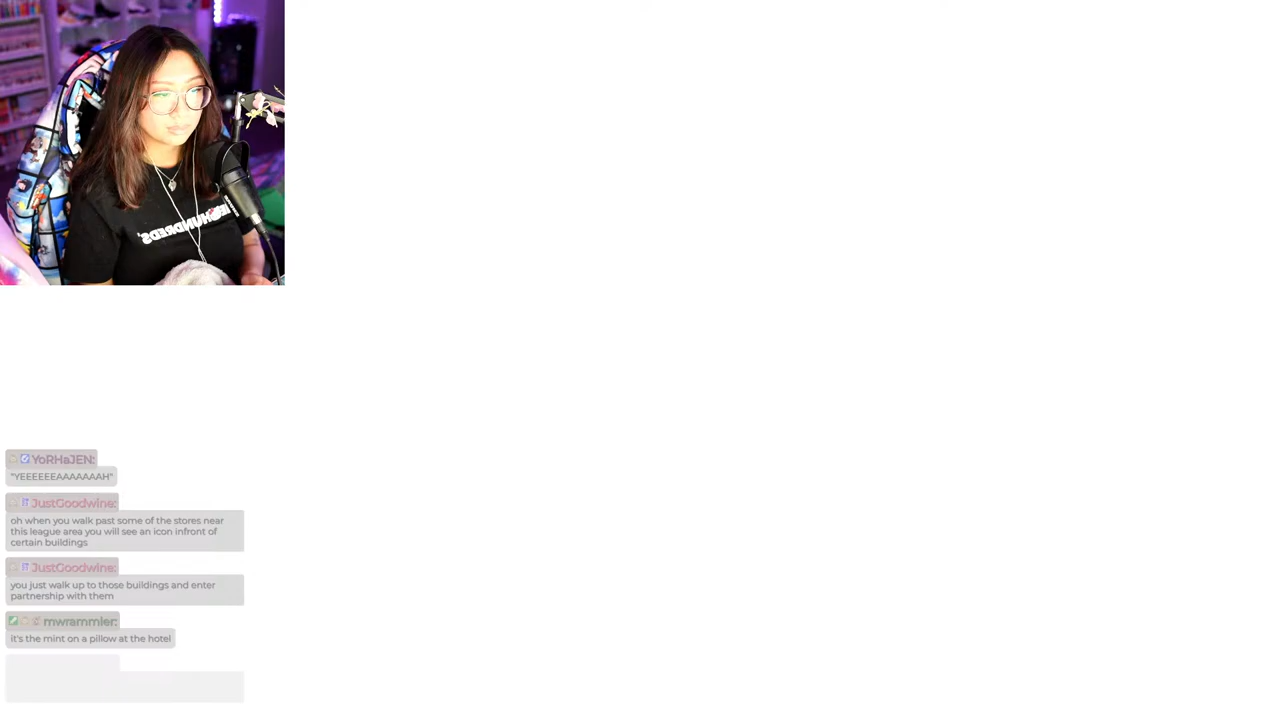 HUNDREDS
YoRHaJEN:
"YEEEEEEAAAAAAAH"
JustGoodwine:
oh when you walk past some of the stores near
this league area you will see an icon infront of
certain buildings
JustGoodwine:
you just walk up to those buildings and enter
partnership with them
mwrammler:
it's the mint on a pillow at the hotel